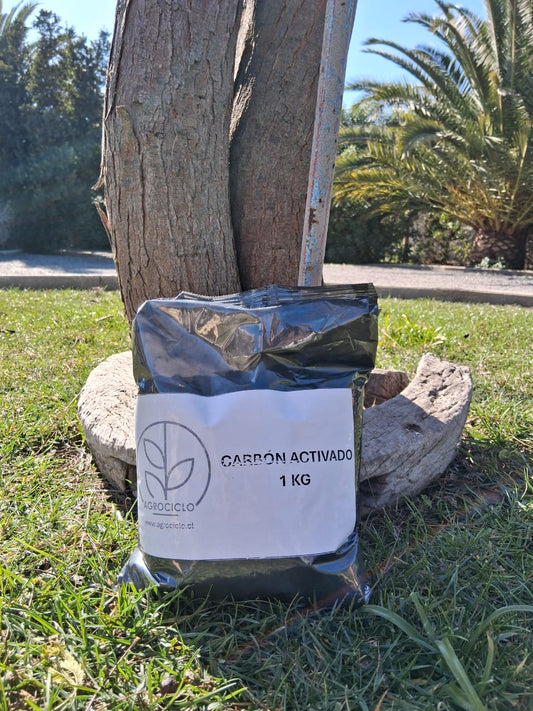 CARBÓN ACTIVADO
1 KG
AGROCICLO
www.agrociclo.cl